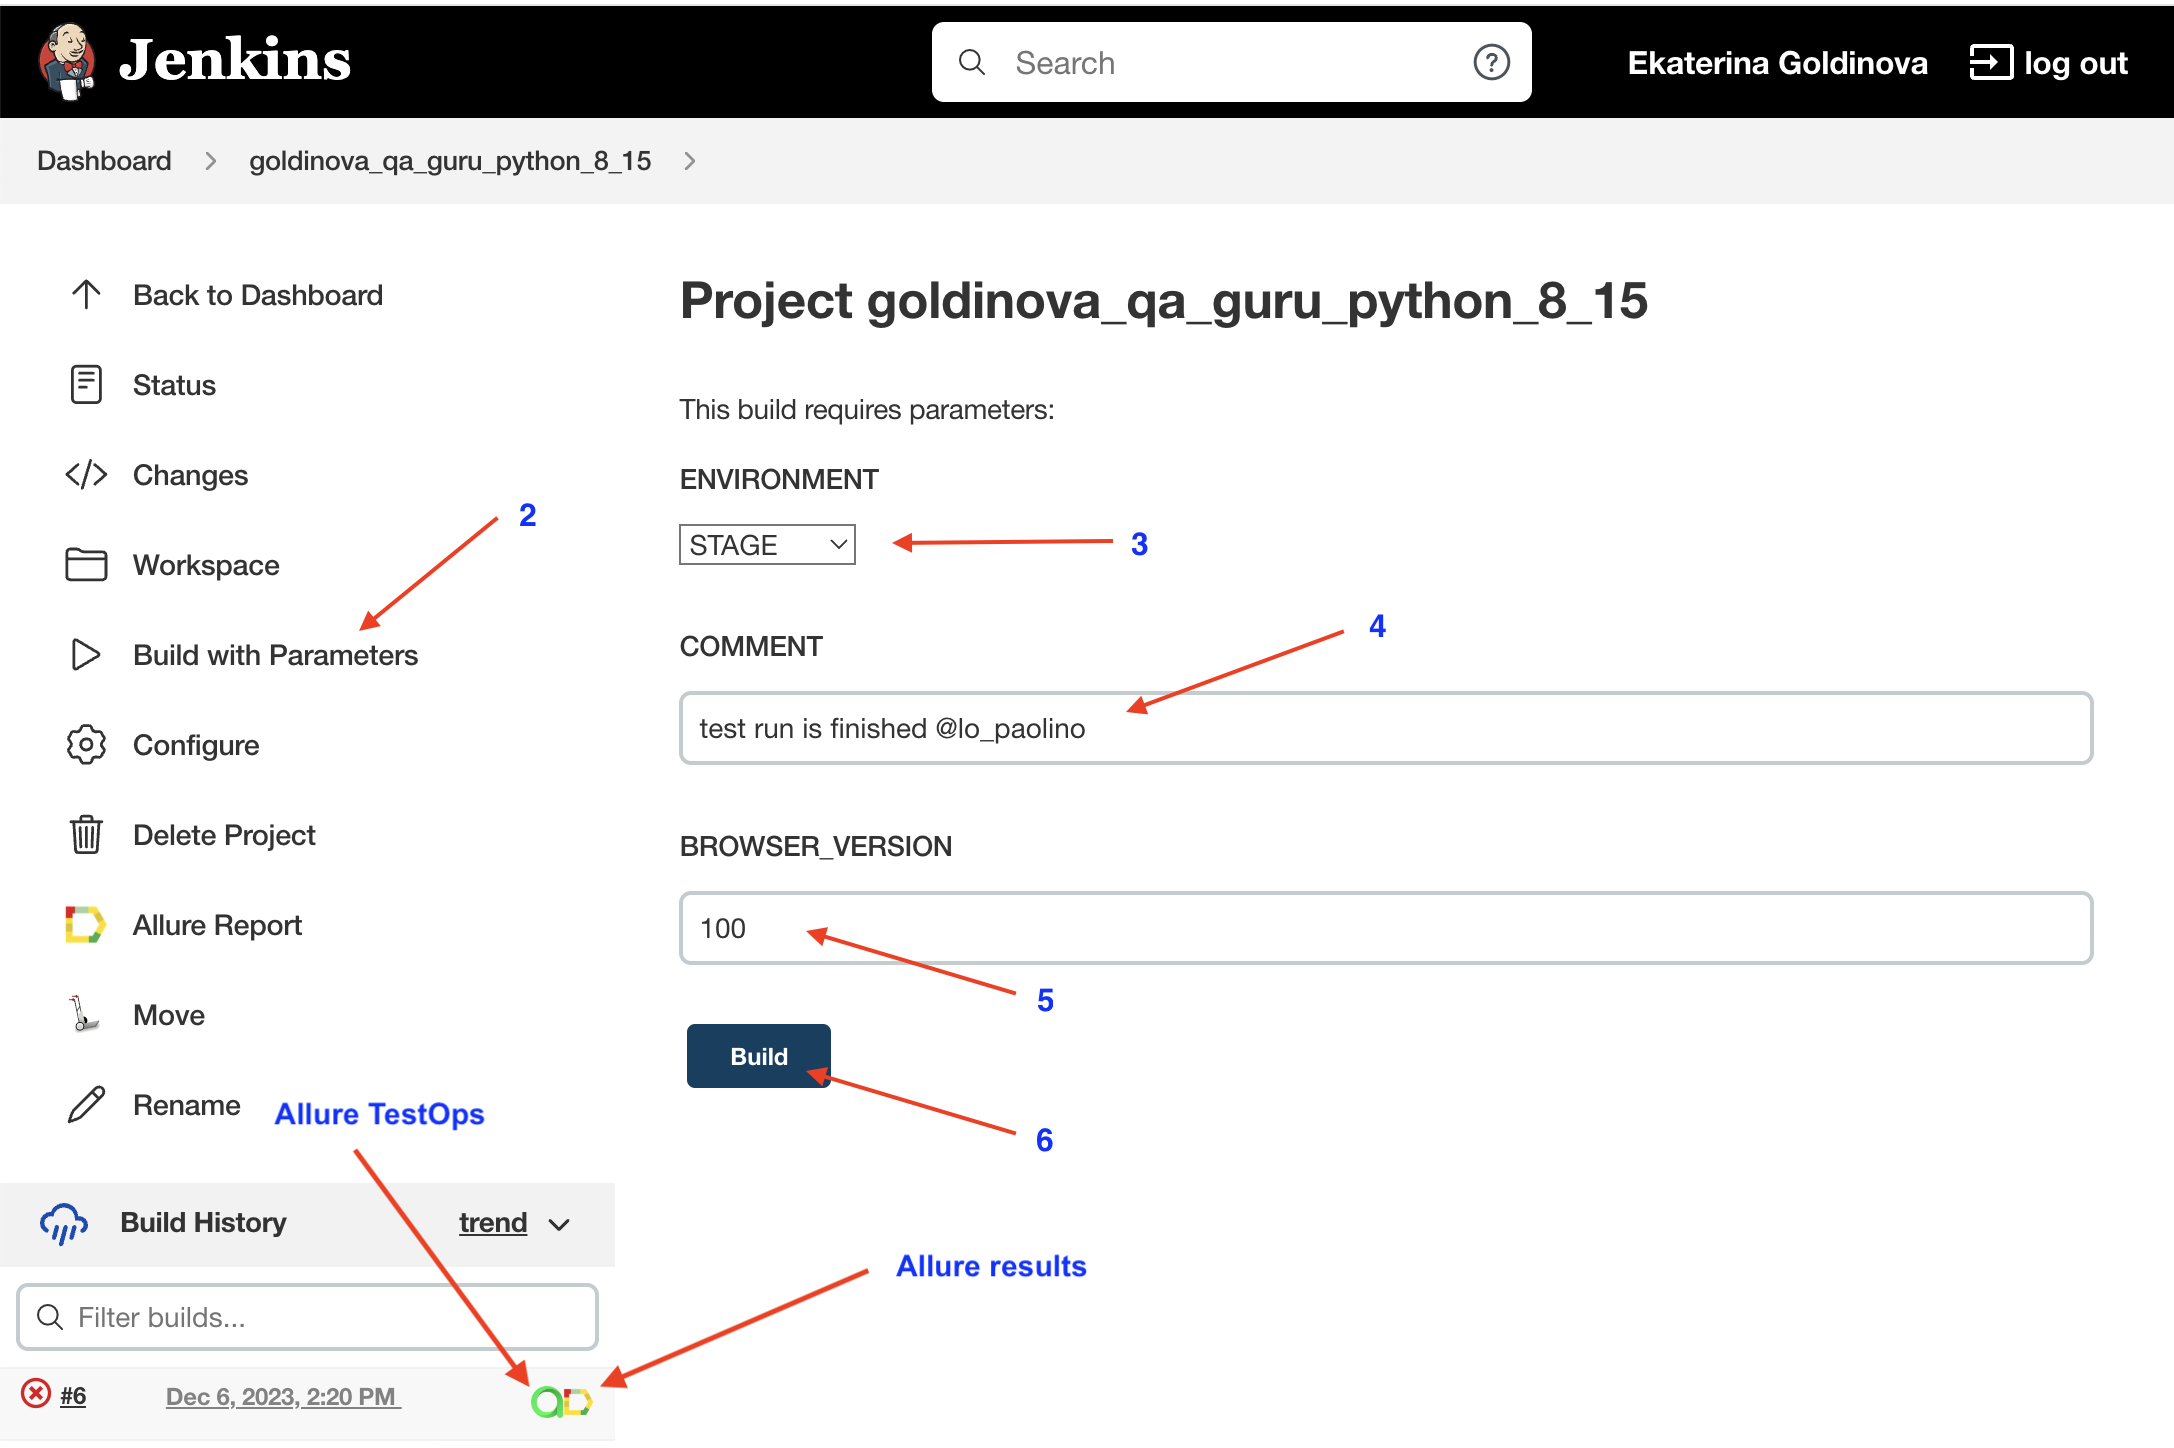 Jenkins
Search
?
Ekaterina Goldinova
log out
Dashboard
goldinova_qa_guru_python_8_15
Back to Dashboard
Status
Changes
Workspace
Build with Parameters
Configure
Delete Project
Allure Report
Move
Rename
2
Allure TestOps
Build History
trend
Filter builds...
#6
Dec 6, 2023, 2:20 PM
Project goldinova_qa_guru_python_8_15
This build requires parameters:
ENVIRONMENT
STAGE
3
4
COMMENT
test run is finished @lo_paolino
BROWSER_VERSION
100
5
Build
6
Allure results